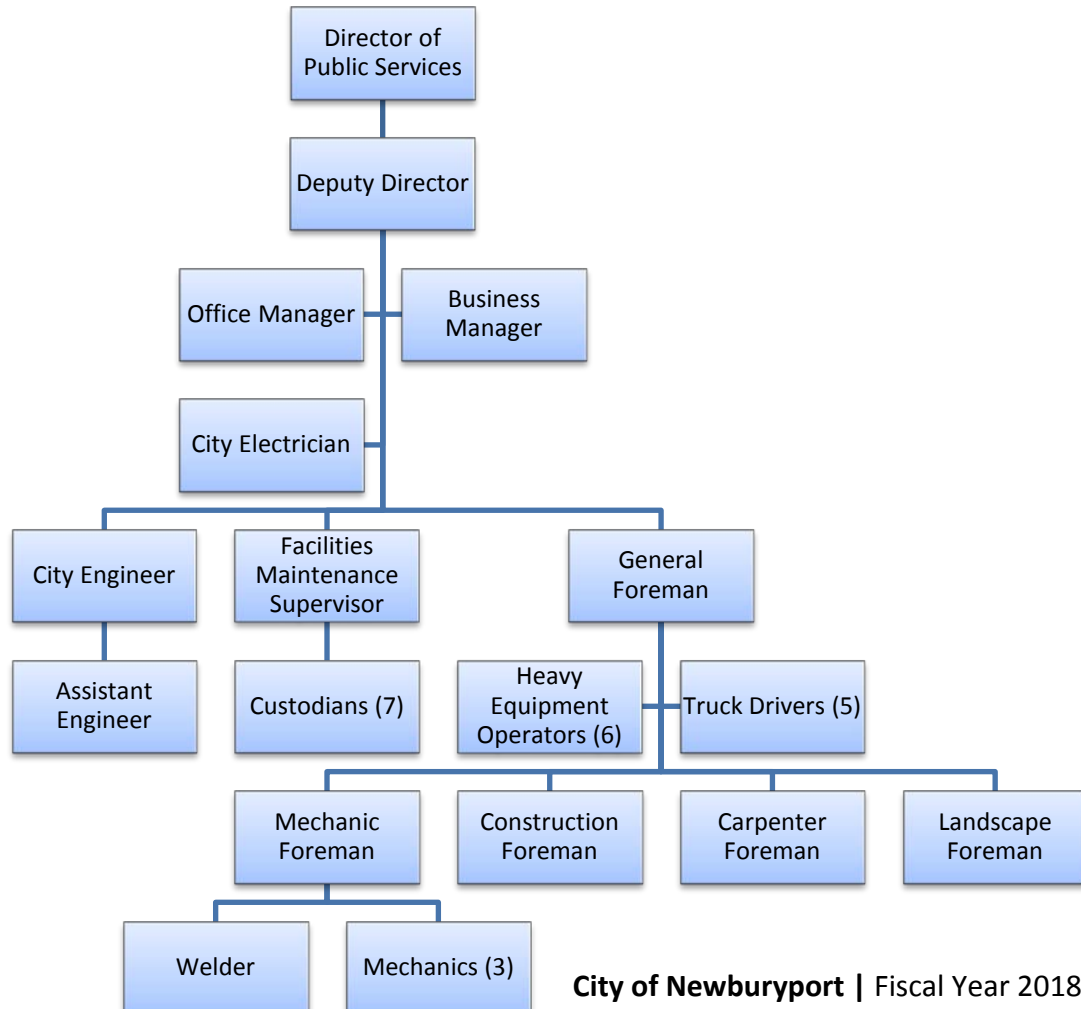 Director of
Public Services
Deputy Director
Office Manager
Business
Manager
City Electrician
City Engineer
Facilities
Maintenance
Supervisor
General
Foreman
Assistant
Engineer
Custodians (7)
Heavy
Equipment
Operators (6)
Truck Drivers (5)
Mechanic
Foreman
Construction
Foreman
Carpenter
Foreman
Landscape
Foreman
Welder
Mechanics (3)
City of Newburyport | Fiscal Year 2018